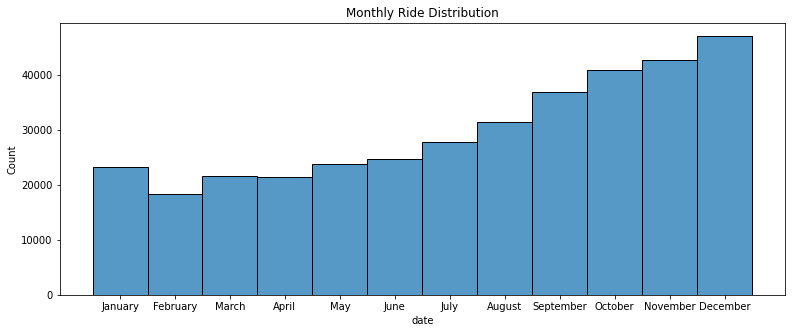 Monthly Ride Distribution
Count
40000
30000
20000
10000
0
January February March April May June July August September October November December
date